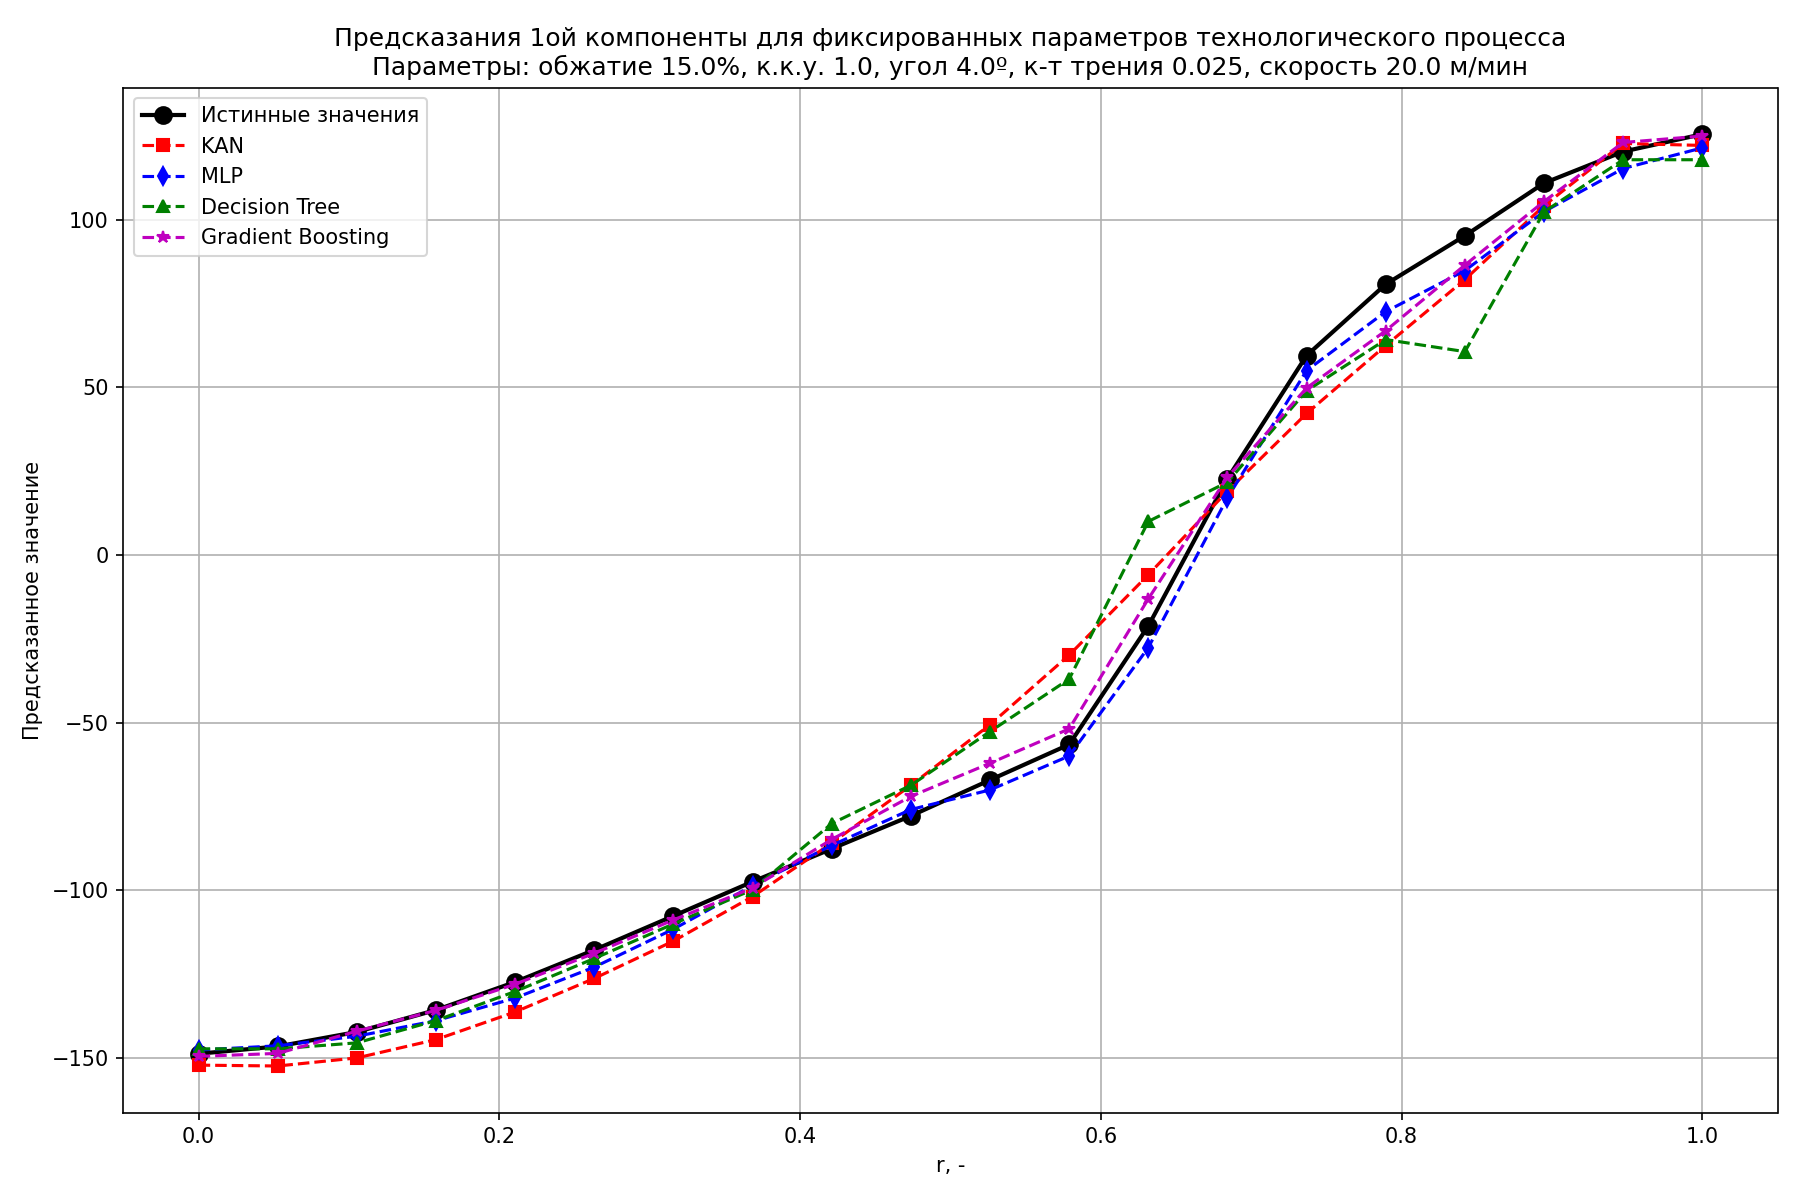 Предсказания 1ой компоненты для фиксированных параметров технологического процесса
Параметры: обжатие 15.0%, к.к.у. 1.0, угол 4.0º, к-т трения 0.025, скорость 20.0 м/мин
Истинные значения
KAN
MLP
Decision Tree
Gradient Boosting
Предсказанное значение
100
50
0
−50
−100
−150
0.0
0.2
0.4
0.6
0.8
1.0
r, -